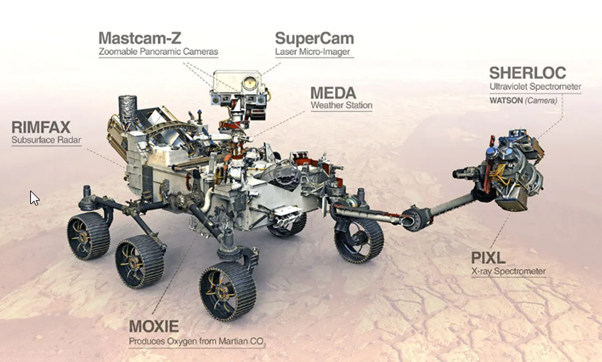 Mastcam-Z
Zoomable Panoramic Cameras
SuperCam
Laser Micro-Imager
MEDA
Weather Station
SHERLOC
Ultraviolet Spectrometer
WATSON (Camera)
RIMFAX
Subsurface Radar
PIXL
X-ray Spectrometer
MOXIE
Produces Oxygen from Martian CO₂